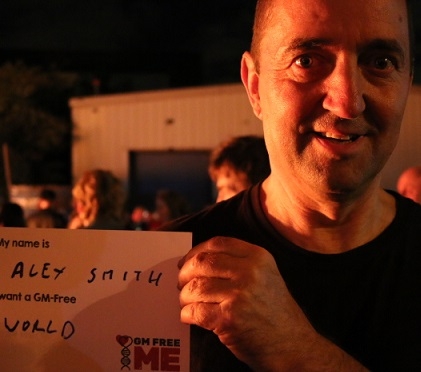 My name is
ALEX SMITH
want a GM-Free
WORLD
GM FREE
ME